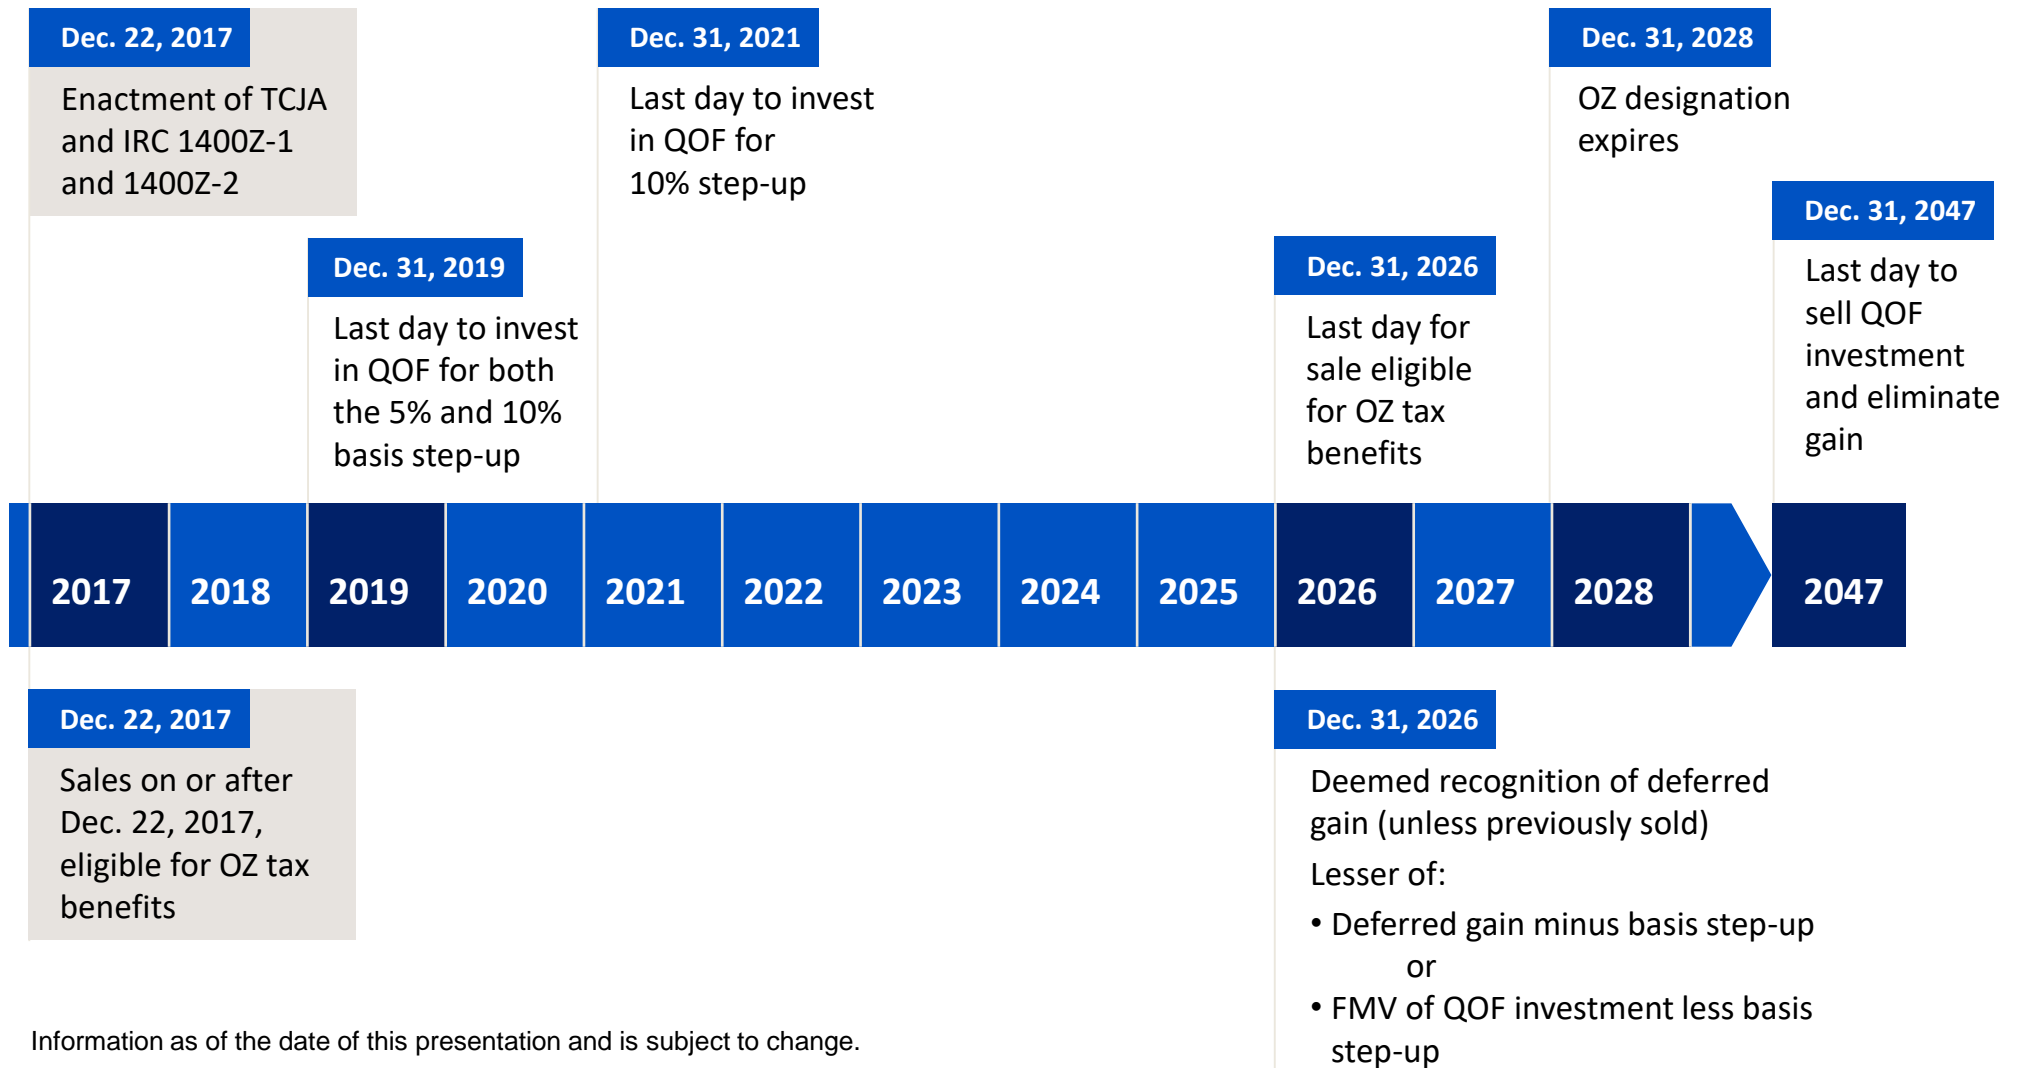 Dec. 22, 2017
Enactment of TCJA
and IRC 1400Z-1
and 1400Z-2
Dec. 31, 2019
Last day to invest
in QOF for both
the 5% and 10%
basis step-up
Dec. 31, 2021
Last day to invest
in QOF for
10% step-up
Dec. 31, 2026
Last day for
sale eligible
for OZ tax
benefits
Dec. 31, 2028
OZ designation
expires
Dec. 31, 2047
Last day to
sell QOF
investment
and eliminate
gain
2017 2018 2019 2020 2021 2022 2023 2024 2025 2026 2027 2028 2047
Dec. 22, 2017
Sales on or after
Dec. 22, 2017,
eligible for OZ tax
benefits
Dec. 31, 2026
Deemed recognition of deferred
gain (unless previously sold)
Lesser of:
• Deferred gain minus basis step-up
or
• FMV of QOF investment less basis
step-up
Information as of the date of this presentation and is subject to change.